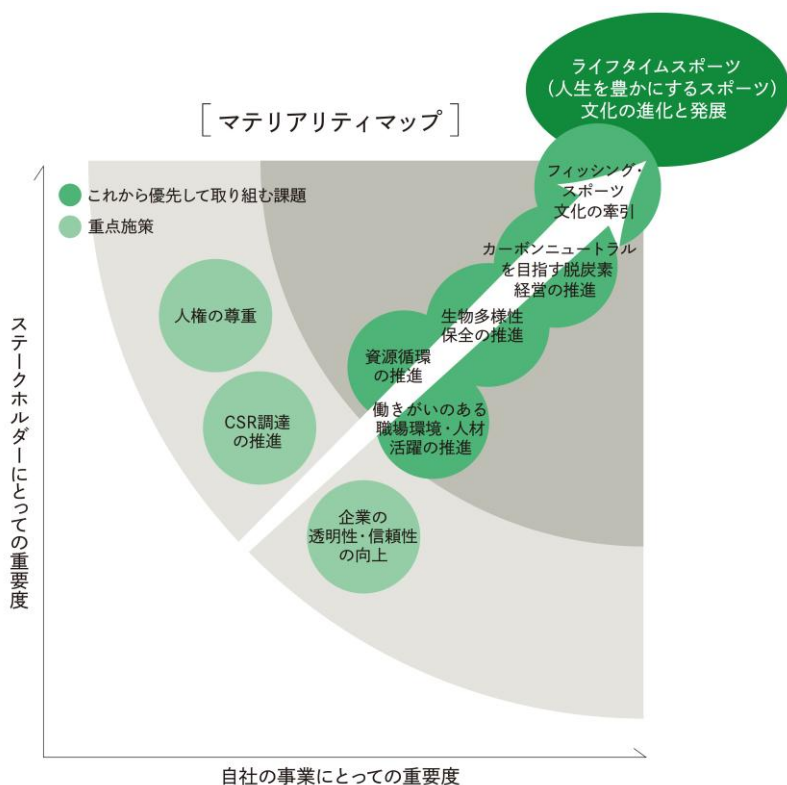 ライフタイムスポーツ
(人生を豊かにするスポーツ)
文化の進化と発展
[マテリアリティマップ]
これから優先して取り組む課題
重点施策
フィッシング・
スポーツ
文化の牽引
カーボンニュートラル
を目指す脱炭素
経営の推進
人権の尊重
生物多様性
保全の推進
資源循環
の推進
CSR調達
の推進
働きがいのある
職場環境・人材
活躍の推進
企業の
透明性・信頼性
の向上
ステークホルダーにとっての重要度
自社の事業にとっての重要度